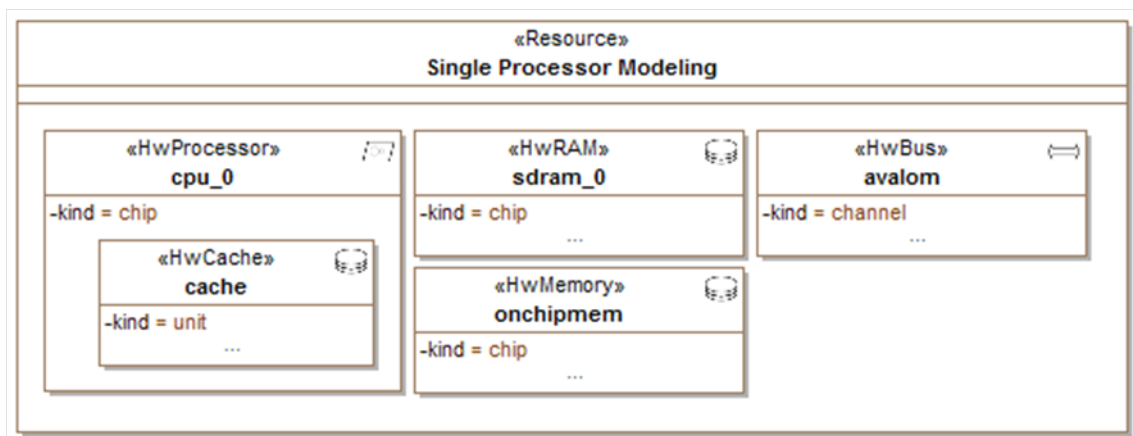 «Resource»
Single Processor Modeling
«HwProcessor»
cpu_0
-kind = chip
«HwCache»
cache
-kind = unit
...
«HwRAM»
sdram_0
-kind = chip
...
«HwMemory»
onchipmem
-kind = chip
...
«HwBus»
avalom
-kind = channel
...